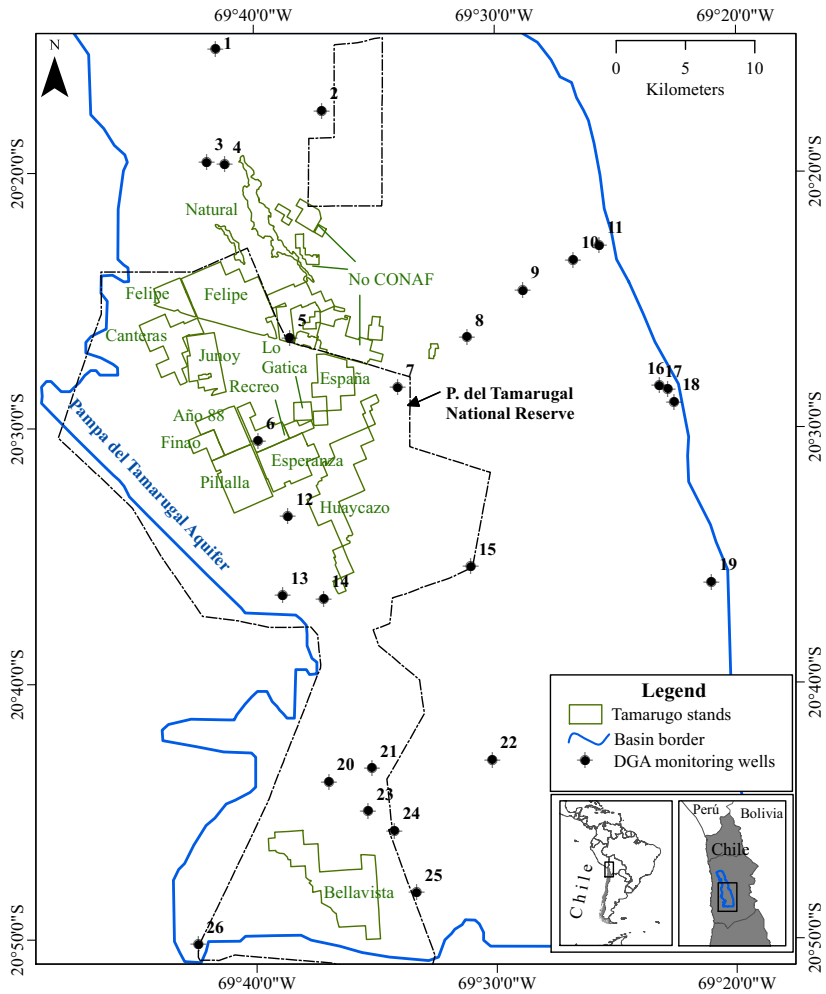 69°40'0"W
69°30'0"W
69°20'0"W
N
0
5
10
Kilometers
1
2
3
4
20°20'0"S
20°20'0"S
Natural
11
10
No CONAF
9
Felipe
Felipe
5
8
Canteras
Lo
Gatica
Junoy
7
España
16
17
18
Recreo
P. del Tamarugal
National Reserve
Año 88
6
20°30'0"S
20°30'0"S
Finao
Esperanza
Pillalla
Pampa del Tamarugal Aquifer
12
Huaycazo
15
19
13
14
20°40'0"S
20°40'0"S
Legend
Tamarugo stands
Basin border
DGA monitoring wells
22
21
20
23
24
Perú
Bolivia
Chile
Chile
Bellavista
25
26
20°50'0"S
20°50'0"S
69°40'0"W
69°30'0"W
69°20'0"W